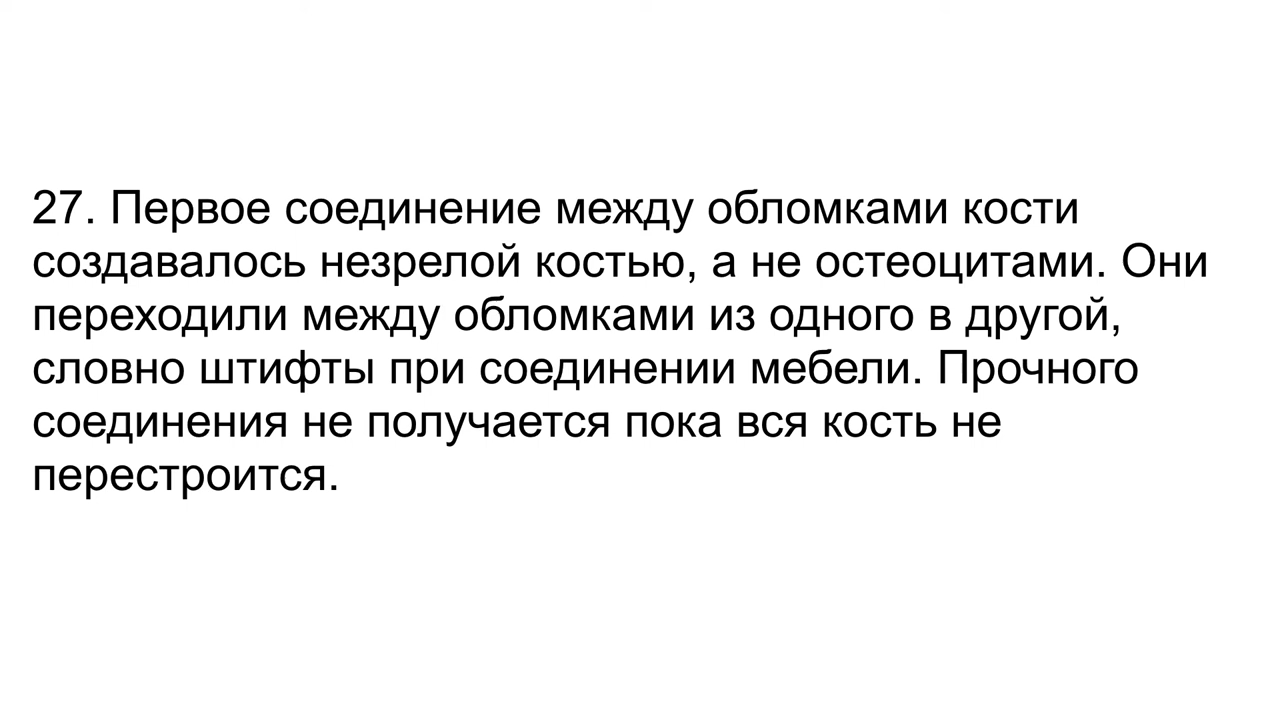 27. Первое соединение между обломками кости
создавалось незрелой костью, а не остеоцитами. Они
переходили между обломками из одного в другой,
словно штифты при соединении мебели. Прочного
соединения не получается пока вся кость не
перестроится.